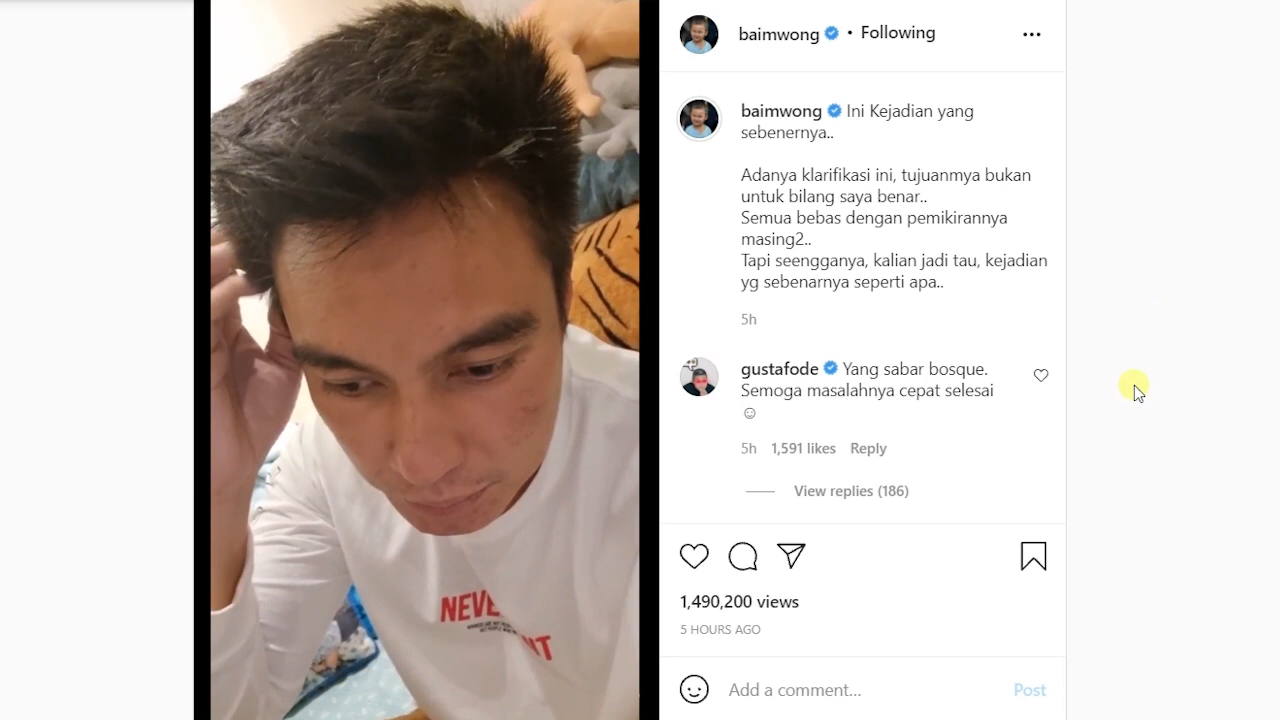 baimwong • Following
baimwong Ini Kejadian yang
sebenernya..
Adanya klarifikasi ini, tujuanmya bukan
untuk bilang saya benar..
Semua bebas dengan pemikirannya
masing2..
Tapi seengganya, kalian jadi tau, kejadian
yg sebenarnya seperti apa..
5h
gustafode Yang sabar bosque.
Semoga masalahnya cepat selesai
☺
5h 1,591 likes Reply
View replies (186)
1,490,200 views
5 HOURS AGO
Add a comment... Post